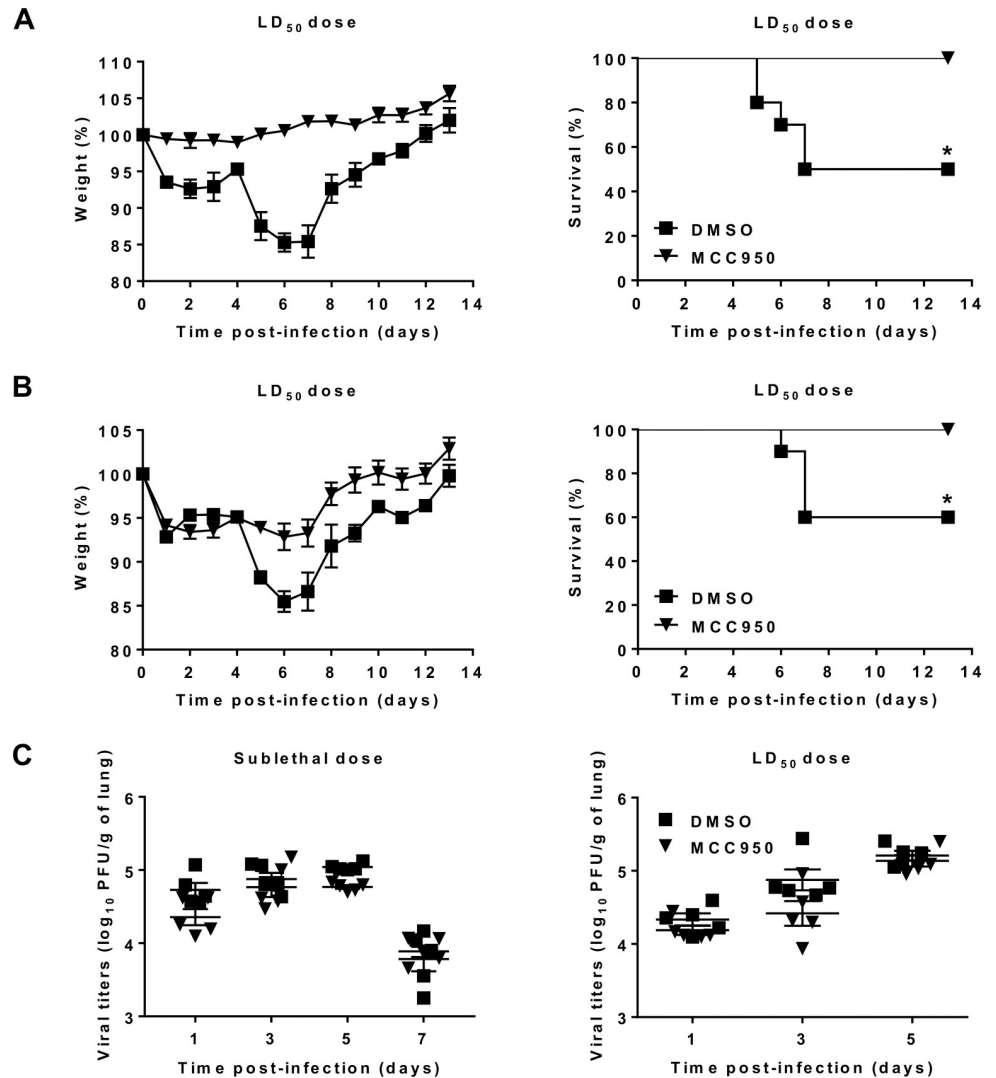 A
LD50 dose
110
105
100
95
90
85
80
Weight (%)
0 2 4 6 8 10 12 14
Time post-infection (days)
LD50 dose
100
80
60
40
20
0
Survival (%)
*
DMSO
MCC950
0 2 4 6 8 10 12 14
Time post-infection (days)
B
LD50 dose
105
100
95
90
85
80
Weight (%)
0 2 4 6 8 10 12 14
Time post-infection (days)
LD50 dose
100
80
60
40
20
0
Survival (%)
*
DMSO
MCC950
0 2 4 6 8 10 12 14
Time post-infection (days)
C
Sublethal dose
6
5
4
3
Viral titers (log10 PFU/g of lung)
1 3 5 7
Time post-infection (days)
LD50 dose
6
5
4
3
Viral titers (log10 PFU/g of lung)
DMSO
MCC950
1 3 5
Time post-infection (days)